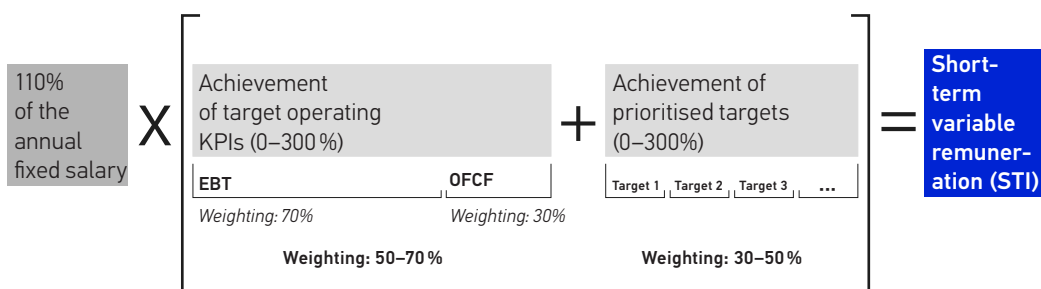 110%
of the
annual
fixed salary
X
Achievement
of target operating
KPIs (0–300 %)
EBT
OFCF
Weighting: 70%
Weighting: 30%
Weighting: 50–70 %
+
Achievement of
prioritised targets
(0–300%)
Target 1
Target 2
Target 3
...
Weighting: 30–50 %
=
Short-
term
variable
remuner-
ation (STI)